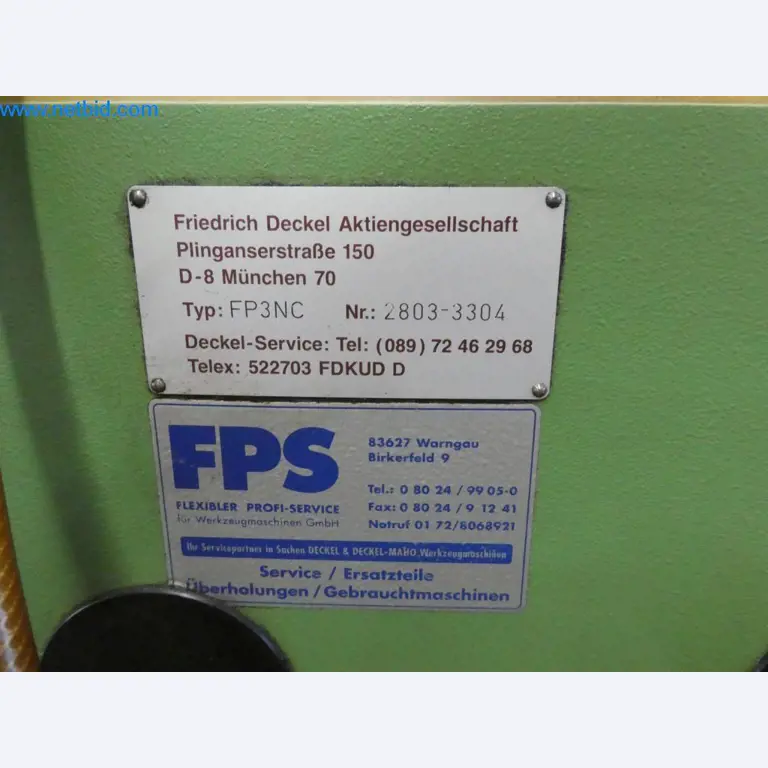 www.netbid.com
Friedrich Deckel Aktiengesellschaft
Plinganserstraße 150
D-8 München 70
Typ: FP3NC Nr.: 2803-3304
Deckel-Service: Tel: (089) 72 46 29 68
Telex: 522703 FDKUD D
FPS
FLEXIBLER PROFI-SERVICE
für Werkzeugmaschinen GmbH
83627 Warngau
Birkerfeld 9
Tel.: 0 80 24 / 99 05-0
Fax: 0 80 24 / 9 12 41
Notruf 01 72/8068921
Ihr Servicepartner in Sachen DECKEL & DECKEL-MAHO Werkzeugmaschinen
Service / Ersatzteile
Überholungen / Gebrauchtmaschinen